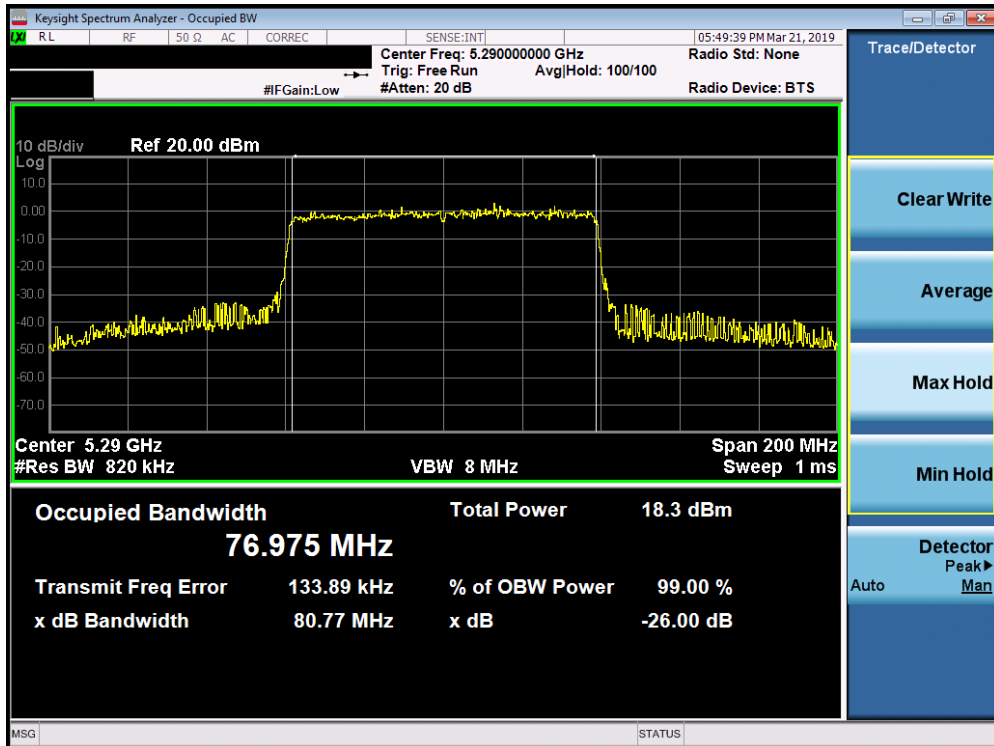 Keysight Spectrum Analyzer - Occupied BW
LXI RL RF 50 Ω AC CORREC SENSE:INT 05:49:39 PM Mar 21, 2019
Center Freq: 5.290000000 GHz Radio Std: None
Trig: Free Run Avg|Hold: 100/100
#IFGain:Low #Atten: 20 dB Radio Device: BTS
10 dB/div Ref 20.00 dBm
Log
10.0
0.00
-10.0
-20.0
-30.0
-40.0
-50.0
-60.0
-70.0
Center 5.29 GHz Span 200 MHz
#Res BW 820 kHz VBW 8 MHz Sweep 1 ms
Occupied Bandwidth Total Power 18.3 dBm
76.975 MHz
Transmit Freq Error 133.89 kHz % of OBW Power 99.00 %
x dB Bandwidth 80.77 MHz x dB -26.00 dB
Trace/Detector
Clear Write
Average
Max Hold
Min Hold
Detector
Peak▶
Auto Man
MSG STATUS